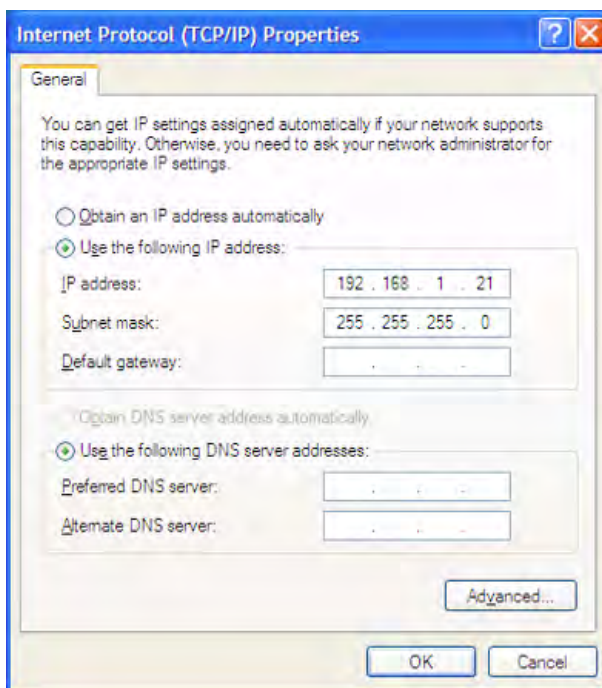 Internet Protocol (TCP/IP) Properties
General
You can get IP settings assigned automatically if your network supports
this capability. Otherwise, you need to ask your network administrator for
the appropriate IP settings.
Obtain an IP address automatically
Use the following IP address:
IP address: 192 . 168 . 1 . 21
Subnet mask: 255 . 255 . 255 . 0
Default gateway: . . .
Obtain DNS server address automatically
Use the following DNS server addresses:
Preferred DNS server: . . .
Alternate DNS server: . . .
Advanced...
OK Cancel